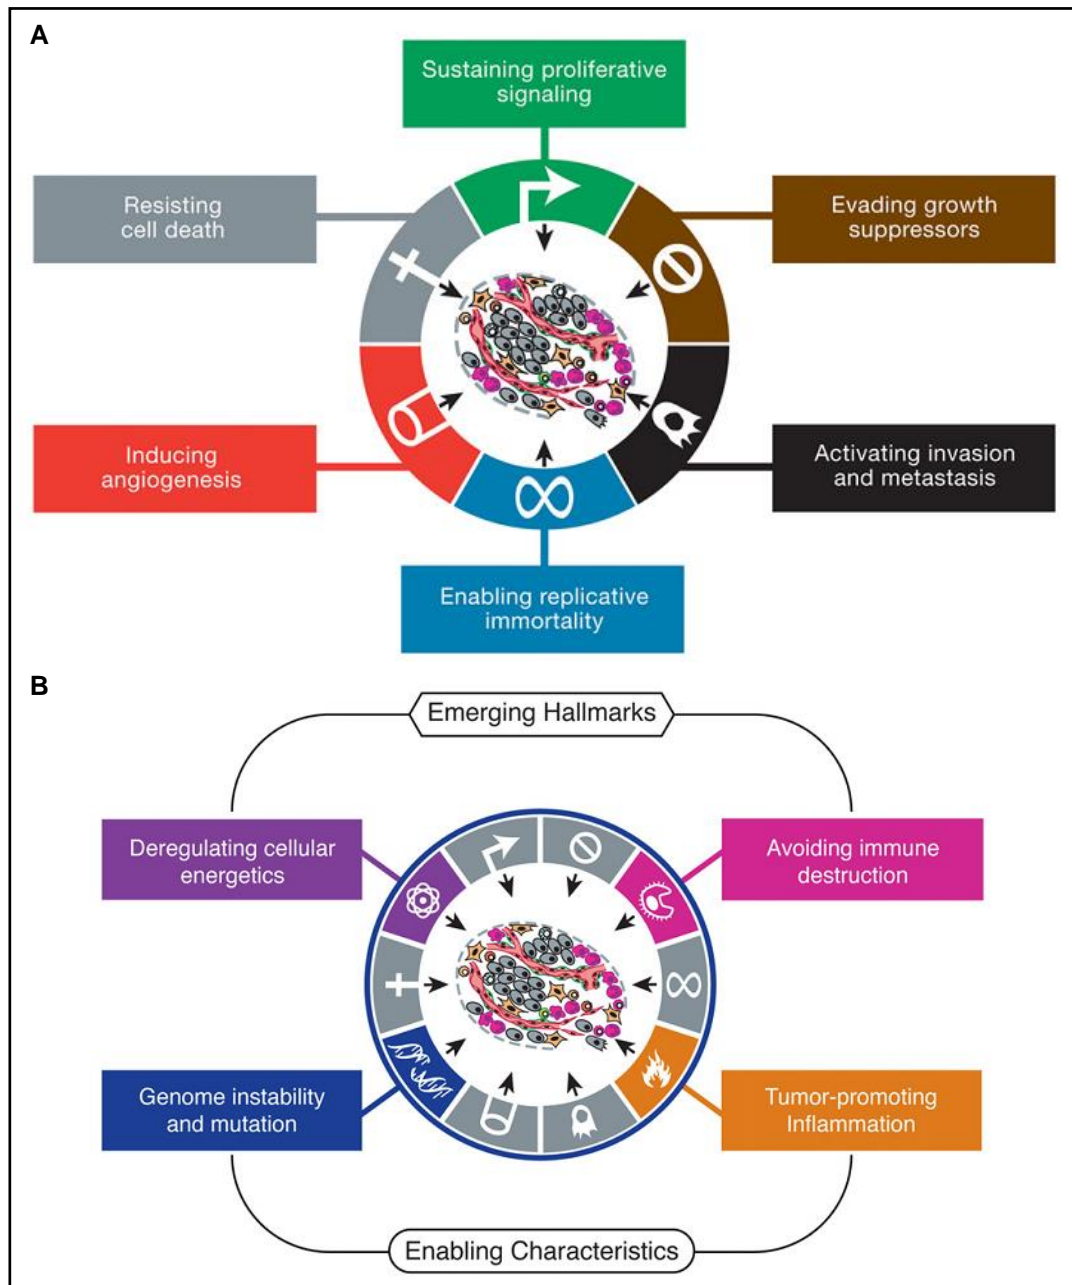 A
Sustaining proliferative
signaling
Resisting
cell death
Evading growth
suppressors
Inducing
angiogenesis
Activating invasion
and metastasis
Enabling replicative
immortality
B
Emerging Hallmarks
Deregulating cellular
energetics
Avoiding immune
destruction
Genome instability
and mutation
Tumor-promoting
Inflammation
Enabling Characteristics